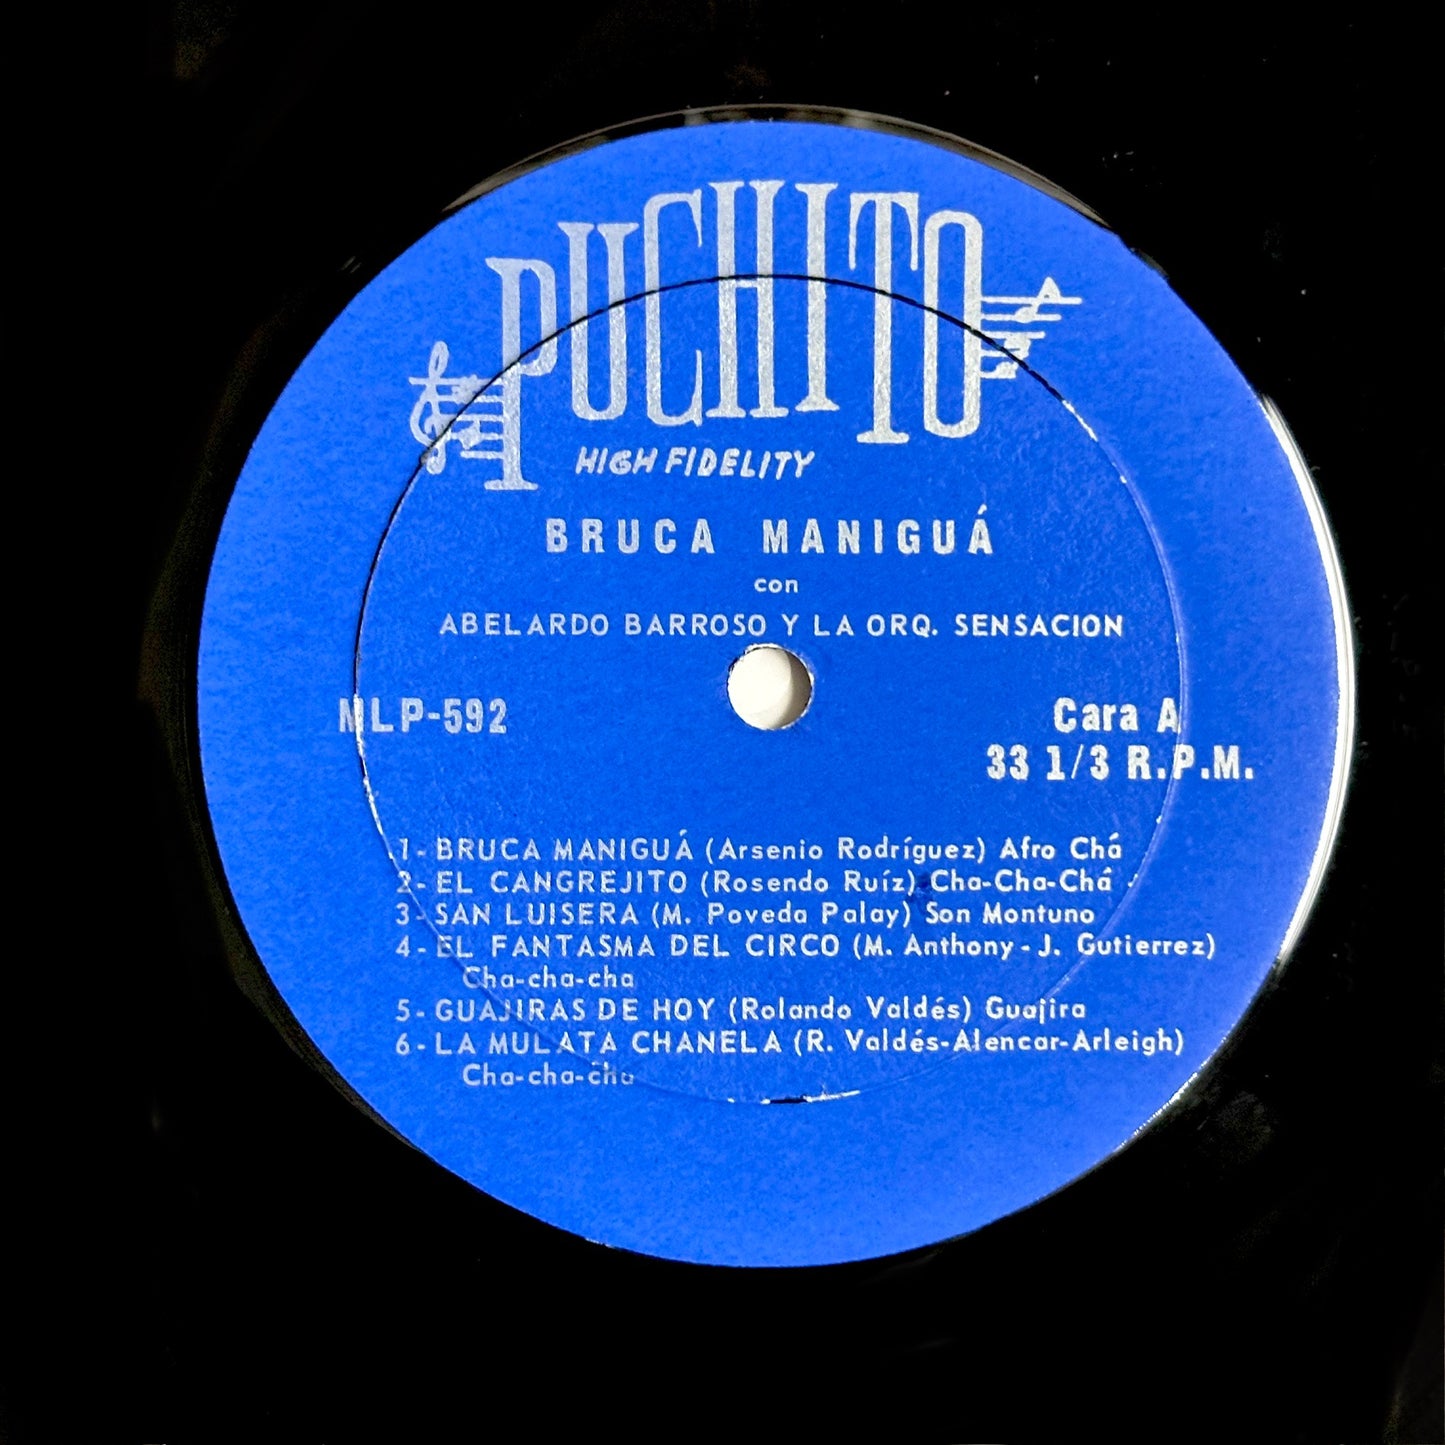 PUCHITO
HIGH FIDELITY
BRUCA MANIGUÁ
con
ABELARDO BARROSO Y LA ORQ. SENSACION
MLP-592
Cara A
33 1/3 R.P.M.
1- BRUCA MANIGUÁ (Arsenio Rodríguez) Afro Chá
2- EL CANGREJITO (Rosendo Ruíz) Cha-Cha-Chá
3- SAN LUISERA (M. Poveda Palay) Son Montuno
4- EL FANTASMA DEL CIRCO (M. Anthony - J. Gutierrez)
Cha-cha-cha
5- GUAJIRAS DE HOY (Rolando Valdés) Guajira
6- LA MULATA CHANELA (R. Valdés-Alencar-Arleigh)
Cha-cha-cha